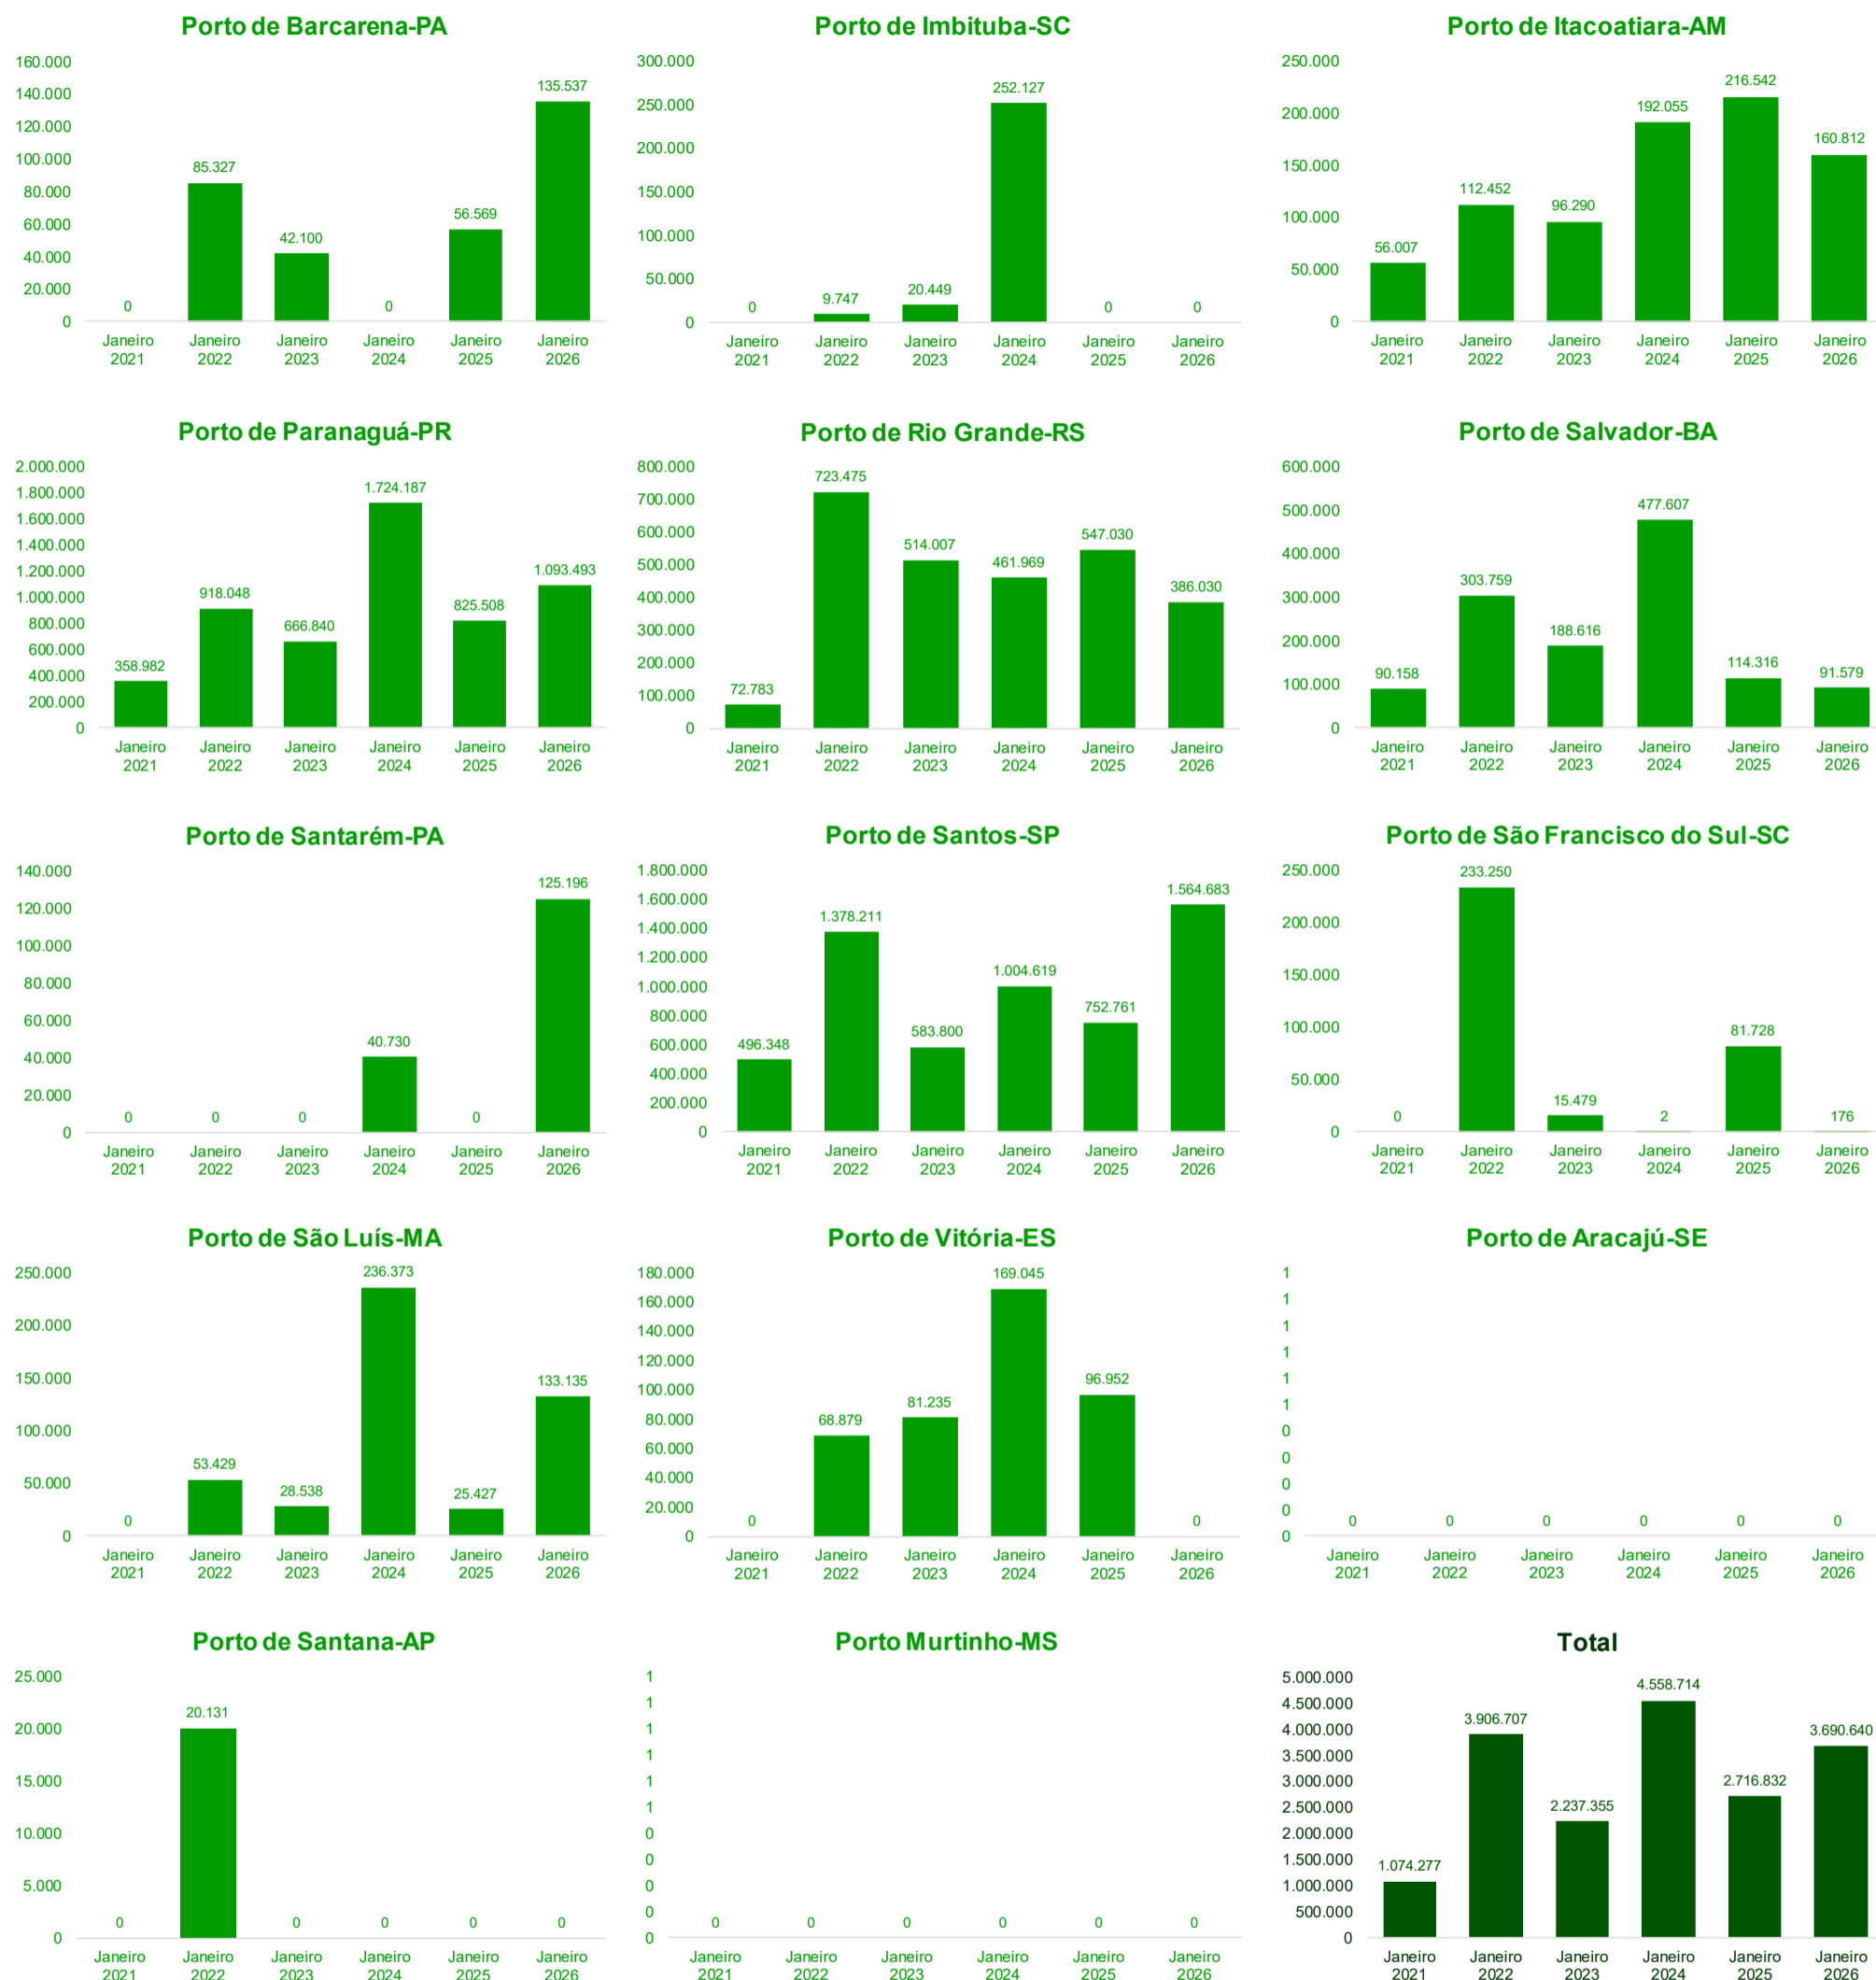 Porto de Barcarena-PA
160.000
140.000
120.000
100.000
80.000
60.000
40.000
20.000
0
0
85.327
42.100
0
56.569
135.537
Janeiro 2021
Janeiro 2022
Janeiro 2023
Janeiro 2024
Janeiro 2025
Janeiro 2026
Porto de Imbituba-SC
300.000
250.000
200.000
150.000
100.000
50.000
0
0
9.747
20.449
252.127
0
0
Janeiro 2021
Janeiro 2022
Janeiro 2023
Janeiro 2024
Janeiro 2025
Janeiro 2026
Porto de Itacoatiara-AM
250.000
200.000
150.000
100.000
50.000
0
56.007
112.452
96.290
192.055
216.542
160.812
Janeiro 2021
Janeiro 2022
Janeiro 2023
Janeiro 2024
Janeiro 2025
Janeiro 2026
Porto de Paranaguá-PR
2.000.000
1.800.000
1.600.000
1.400.000
1.200.000
1.000.000
800.000
600.000
400.000
200.000
0
358.982
918.048
666.840
1.724.187
825.508
1.093.493
Janeiro 2021
Janeiro 2022
Janeiro 2023
Janeiro 2024
Janeiro 2025
Janeiro 2026
Porto de Rio Grande-RS
800.000
700.000
600.000
500.000
400.000
300.000
200.000
100.000
0
72.783
723.475
514.007
461.969
547.030
386.030
Janeiro 2021
Janeiro 2022
Janeiro 2023
Janeiro 2024
Janeiro 2025
Janeiro 2026
Porto de Salvador-BA
600.000
500.000
400.000
300.000
200.000
100.000
0
90.158
303.759
188.616
477.607
114.316
91.579
Janeiro 2021
Janeiro 2022
Janeiro 2023
Janeiro 2024
Janeiro 2025
Janeiro 2026
Porto de Santarém-PA
140.000
120.000
100.000
80.000
60.000
40.000
20.000
0
0
0
0
40.730
0
125.196
Janeiro 2021
Janeiro 2022
Janeiro 2023
Janeiro 2024
Janeiro 2025
Janeiro 2026
Porto de Santos-SP
1.800.000
1.600.000
1.400.000
1.200.000
1.000.000
800.000
600.000
400.000
200.000
0
496.348
1.378.211
583.800
1.004.619
752.761
1.564.683
Janeiro 2021
Janeiro 2022
Janeiro 2023
Janeiro 2024
Janeiro 2025
Janeiro 2026
Porto de São Francisco do Sul-SC
250.000
200.000
150.000
100.000
50.000
0
0
233.250
15.479
2
81.728
176
Janeiro 2021
Janeiro 2022
Janeiro 2023
Janeiro 2024
Janeiro 2025
Janeiro 2026
Porto de São Luís-MA
250.000
200.000
150.000
100.000
50.000
0
0
53.429
28.538
236.373
25.427
133.135
Janeiro 2021
Janeiro 2022
Janeiro 2023
Janeiro 2024
Janeiro 2025
Janeiro 2026
Porto de Vitória-ES
180.000
160.000
140.000
120.000
100.000
80.000
60.000
40.000
20.000
0
0
68.879
81.235
169.045
96.952
0
Janeiro 2021
Janeiro 2022
Janeiro 2023
Janeiro 2024
Janeiro 2025
Janeiro 2026
Porto de Aracajú-SE
1
1
1
1
1
1
0
0
0
0
0
0
0
0
0
0
0
Janeiro 2021
Janeiro 2022
Janeiro 2023
Janeiro 2024
Janeiro 2025
Janeiro 2026
Porto de Santana-AP
25.000
20.000
15.000
10.000
5.000
0
0
20.131
0
0
0
0
Janeiro 2021
Janeiro 2022
Janeiro 2023
Janeiro 2024
Janeiro 2025
Janeiro 2026
Porto Murtinho-MS
1
1
1
1
1
1
0
0
0
0
0
0
0
0
0
0
0
Janeiro 2021
Janeiro 2022
Janeiro 2023
Janeiro 2024
Janeiro 2025
Janeiro 2026
Total
5.000.000
4.500.000
4.000.000
3.500.000
3.000.000
2.500.000
2.000.000
1.500.000
1.000.000
500.000
0
1.074.277
3.906.707
2.237.355
4.558.714
2.716.832
3.690.640
Janeiro 2021
Janeiro 2022
Janeiro 2023
Janeiro 2024
Janeiro 2025
Janeiro 2026